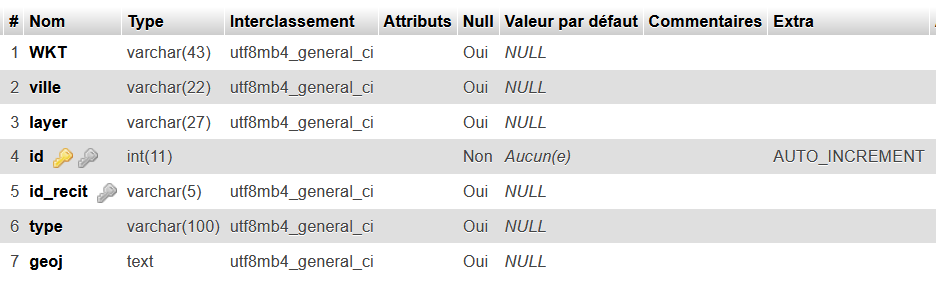 # Nom Type Interclassement Attributs Null Valeur par défaut Commentaires Extra
1 WKT varchar(43) utf8mb4_general_ci Oui NULL
2 ville varchar(22) utf8mb4_general_ci Oui NULL
3 layer varchar(27) utf8mb4_general_ci Oui NULL
4 id int(11) Non Aucun(e) AUTO_INCREMENT
5 id_recit varchar(5) utf8mb4_general_ci Oui NULL
6 type varchar(100) utf8mb4_general_ci Oui NULL
7 geoj text utf8mb4_general_ci Oui NULL